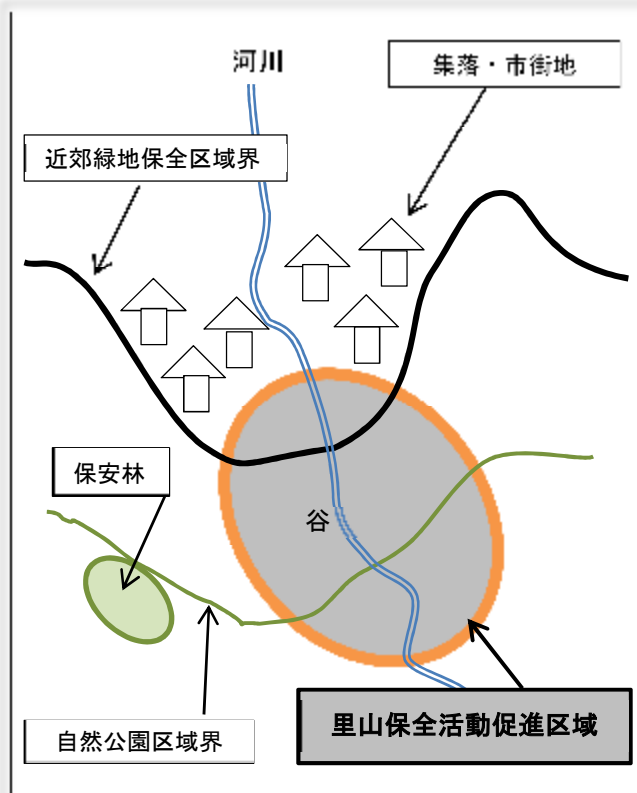 河川
集落・市街地
近郊緑地保全区域界
保安林
谷
里山保全活動促進区域
自然公園区域界